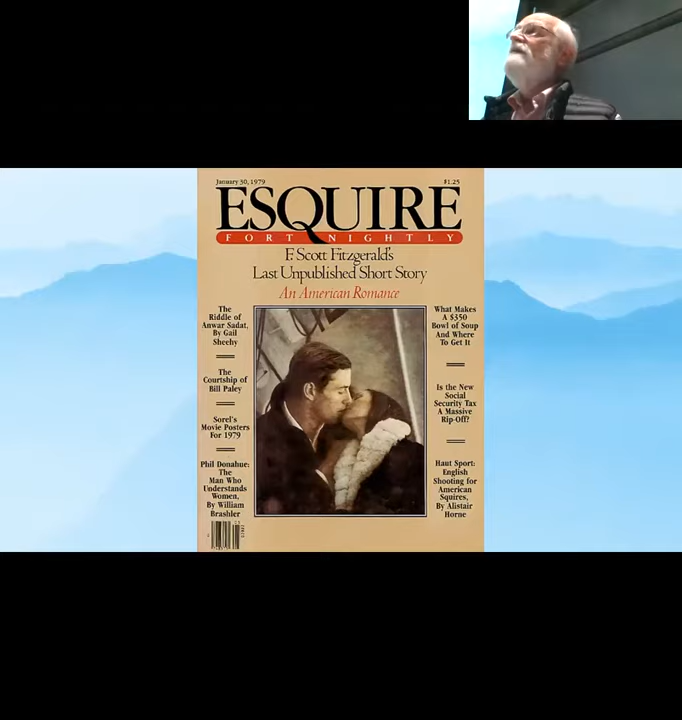 January 30, 1979
$1.25
ESQUIRE
FORTNIGHTLY
F. Scott Fitzgerald's
Last Unpublished Short Story
An American Romance
The
Riddle of
Anwar Sadat,
By Gail
Sheehy
The
Courtship of
Bill Paley
Sorel's
Movie Posters
For 1979
Phil Donahue:
The
Man Who
Understands
Women,
By William
Brashler
What Makes
A $350
Bowl of Soup
And Where
To Get It
Is the New
Social
Security Tax
A Massive
Rip-Off?
Haut Sport:
English
Shooting for
American
Squires,
By Alistair
Horne